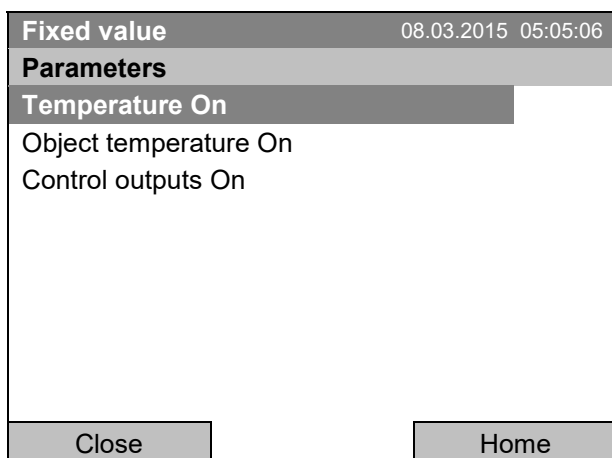 Fixed value 08.03.2015 05:05:06
Parameters
Temperature On
Object temperature On
Control outputs On
Close Home